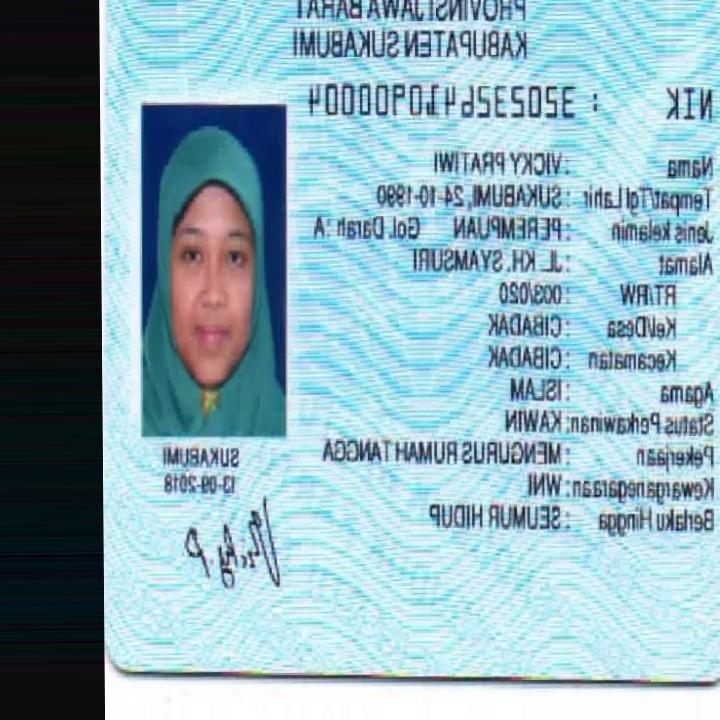 PROVINSI JAWA BARAT
KABUPATEN SUKABUMI
NIK : 3202326410900004
Nama : VICKY PRATIWI
Tempat/Tgl Lahir : SUKABUMI, 24-10-1990
Jenis kelamin : PEREMPUAN Gol. Darah : A
Alamat : JL. KH. SYAMSURI
RT/RW : 003/020
Kel/Desa : CIBADAK
Kecamatan : CIBADAK
Agama : ISLAM
Status Perkawinan: KAWIN
Pekerjaan : MENGURUS RUMAH TANGGA
Kewarganegaraan: WNI
Berlaku Hingga : SEUMUR HIDUP
SUKABUMI
13-09-2018